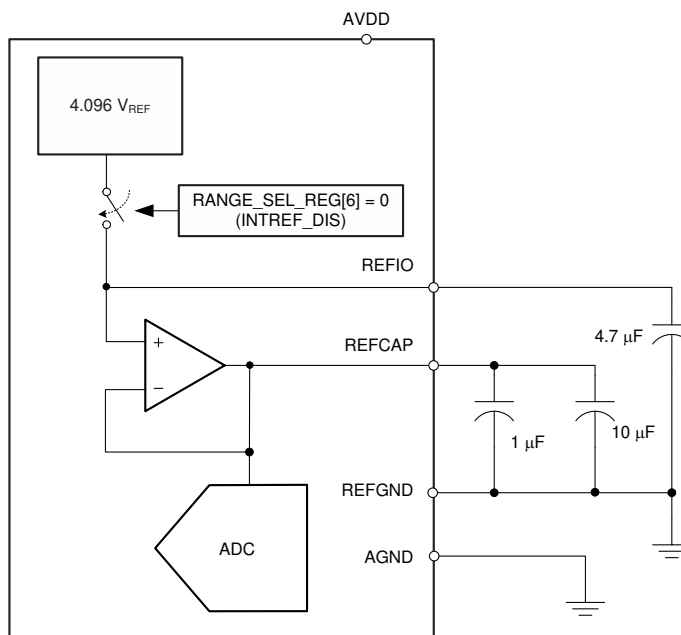 AVDD
4.096 VREF
RANGE_SEL_REG[6] = 0
(INTREF_DIS)
REFIO
4.7 µF
REFCAP
+
−
1 µF
10 µF
REFGND
ADC
AGND